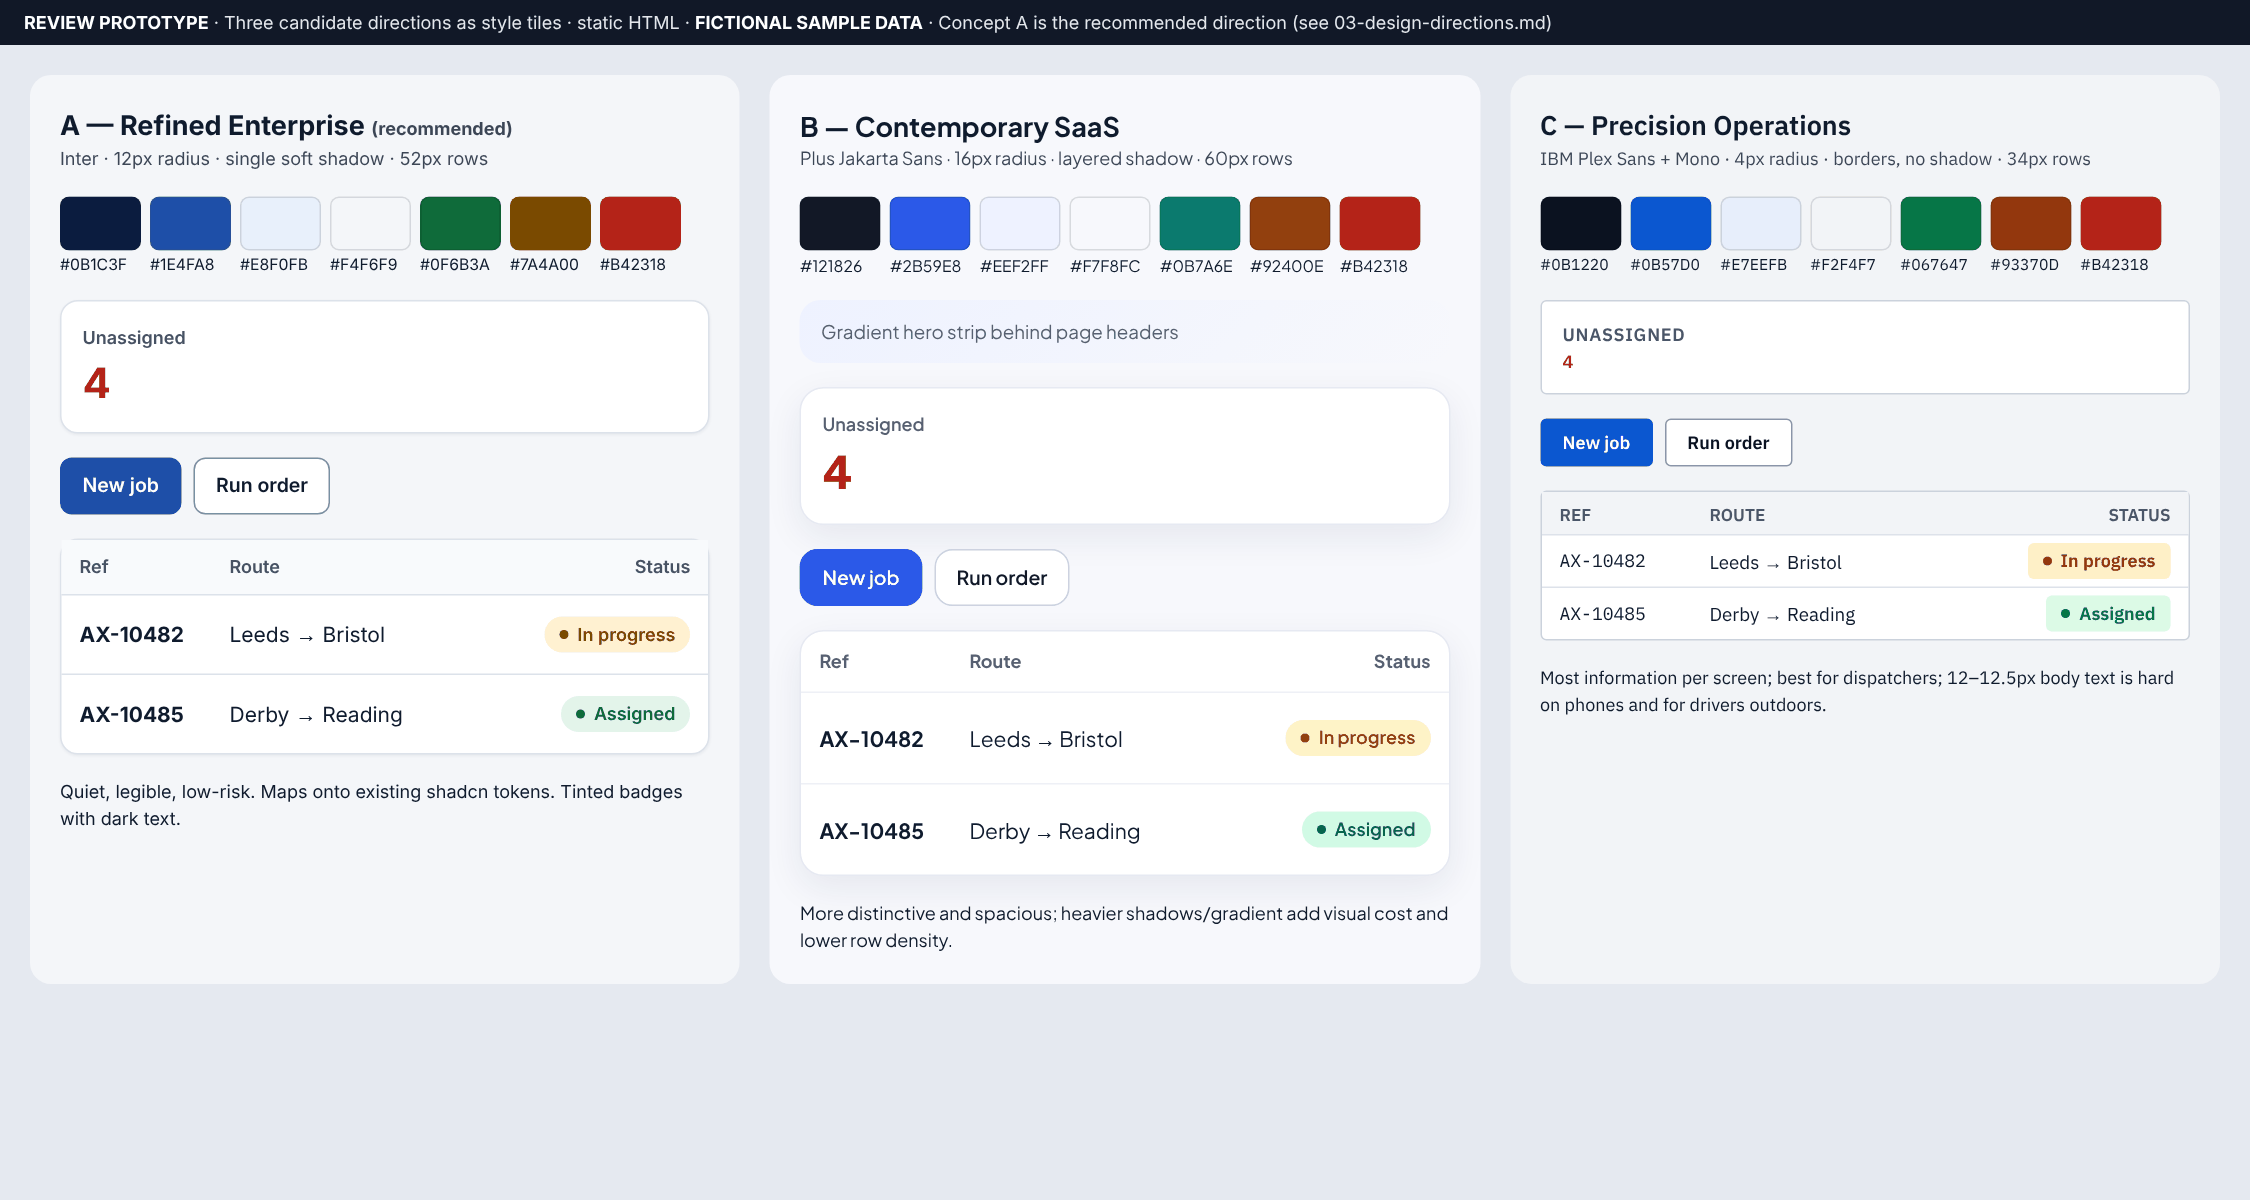 REVIEW PROTOTYPE · Three candidate directions as style tiles · static HTML · FICTIONAL SAMPLE DATA · Concept A is the recommended direction (see 03-design-directions.md)
A — Refined Enterprise (recommended)
Inter · 12px radius · single soft shadow · 52px rows
#0B1C3F #1E4FA8 #E8F0FB #F4F6F9 #0F6B3A #7A4A00 #B42318
Unassigned
4
New job Run order
Ref Route Status
AX-10482 Leeds → Bristol In progress
AX-10485 Derby → Reading Assigned
Quiet, legible, low-risk. Maps onto existing shadcn tokens. Tinted badges
with dark text.
B — Contemporary SaaS
Plus Jakarta Sans · 16px radius · layered shadow · 60px rows
#121826 #2B59E8 #EEF2FF #F7F8FC #0B7A6E #92400E #B42318
Gradient hero strip behind page headers
Unassigned
4
New job Run order
Ref Route Status
AX-10482 Leeds → Bristol In progress
AX-10485 Derby → Reading Assigned
More distinctive and spacious; heavier shadows/gradient add visual cost and
lower row density.
C — Precision Operations
IBM Plex Sans + Mono · 4px radius · borders, no shadow · 34px rows
#0B1220 #0B57D0 #E7EEFB #F2F4F7 #067647 #93370D #B42318
UNASSIGNED
4
New job Run order
REF ROUTE STATUS
AX-10482 Leeds → Bristol In progress
AX-10485 Derby → Reading Assigned
Most information per screen; best for dispatchers; 12–12.5px body text is hard
on phones and for drivers outdoors.